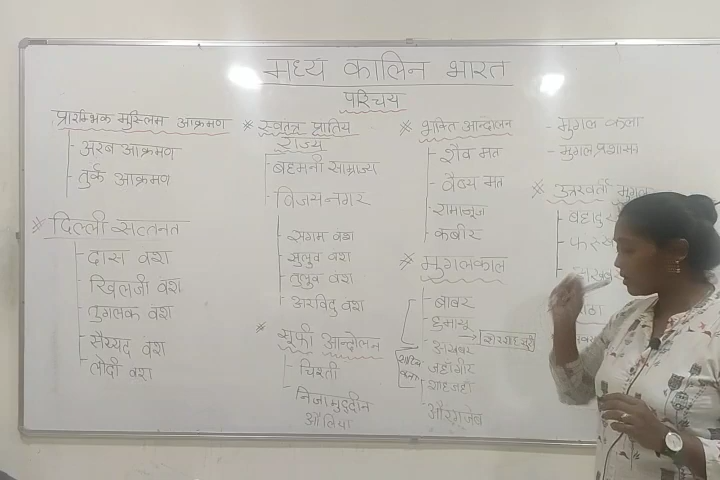 मध्य कालिन भारत
परिचय
प्रारम्भिक मुस्लिम आक्रमण
अरब आक्रमण
तुर्क आक्रमण
* दिल्ली सल्तनत
दास वंश
खिलजी वंश
तुगलक वंश
सैय्यद वंश
लोदी वंश
* स्वतंत्र प्रांतिय
राज्य
बहमनी साम्राज्य
विजयनगर
संगम वंश
सुलुव वंश
तुलुव वंश
अरविदु वंश
* सूफी आन्दोलन
चिश्ती
निजामुद्दीन
औलिया
* भक्ति आन्दोलन
शैव मत
वैष्णव मत
रामानूज
कबीर
* मुगलकाल
बाबर
हुमायू
अकबर
जहाँगीर
शाहजहाँ
औरंगजेब
- मुगल कला
- मुगल प्रशासन
* उत्तरवर्ती मुगल